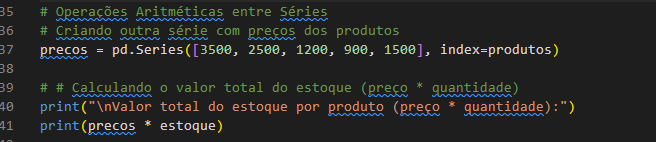 35 # Operações Aritméticas entre Séries
36 # Criando outra série com preços dos produtos
37 precos = pd.Series([3500, 2500, 1200, 900, 1500], index=produtos)
38
39 # # Calculando o valor total do estoque (preço * quantidade)
40 print("\nValor total do estoque por produto (preço * quantidade):")
41 print(precos * estoque)